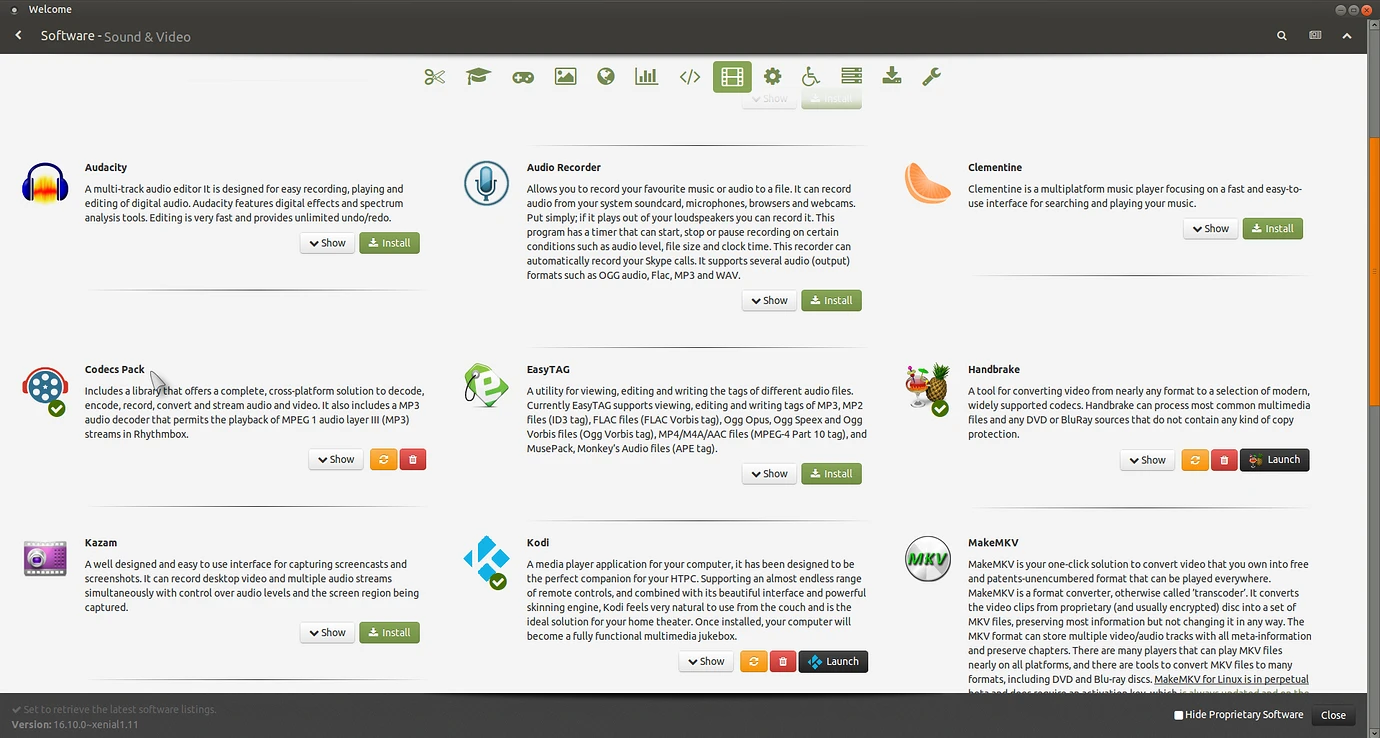 Welcome
Software - Sound & Video
Show
Install
Audacity
A multi-track audio editor It is designed for easy recording, playing and
editing of digital audio. Audacity features digital effects and spectrum
analysis tools. Editing is very fast and provides unlimited undo/redo.
Show
Install
Audio Recorder
Allows you to record your favourite music or audio to a file. It can record
audio from your system soundcard, microphones, browsers and webcams.
Put simply; if it plays out of your loudspeakers you can record it. This
program has a timer that can start, stop or pause recording on certain
conditions such as audio level, file size and clock time. This recorder can
automatically record your Skype calls. It supports several audio (output)
formats such as OGG audio, Flac, MP3 and WAV.
Show
Install
Clementine
Clementine is a multiplatform music player focusing on a fast and easy-to-
use interface for searching and playing your music.
Show
Install
Codecs Pack
Includes a library that offers a complete, cross-platform solution to decode,
encode, record, convert and stream audio and video. It also includes a MP3
audio decoder that permits the playback of MPEG 1 audio layer III (MP3)
streams in Rhythmbox.
Show
EasyTAG
A utility for viewing, editing and writing the tags of different audio files.
Currently EasyTAG supports viewing, editing and writing tags of MP3, MP2
files (ID3 tag), FLAC files (FLAC Vorbis tag), Ogg Opus, Ogg Speex and Ogg
Vorbis files (Ogg Vorbis tag), MP4/M4A/AAC files (MPEG-4 Part 10 tag), and
MusePack, Monkey's Audio files (APE tag).
Show
Install
Handbrake
A tool for converting video from nearly any format to a selection of modern,
widely supported codecs. Handbrake can process most common multimedia
files and any DVD or BluRay sources that do not contain any kind of copy
protection.
Show
Launch
Kazam
A well designed and easy to use interface for capturing screencasts and
screenshots. It can record desktop video and multiple audio streams
simultaneously with control over audio levels and the screen region being
captured.
Show
Install
Kodi
A media player application for your computer, it has been designed to be
the perfect companion for your HTPC. Supporting an almost endless range
of remote controls, and combined with its beautiful interface and powerful
skinning engine, Kodi feels very natural to use from the couch and is the
ideal solution for your home theater. Once installed, your computer will
become a fully functional multimedia jukebox.
Show
Launch
MKV
MakeMKV
MakeMKV is your one-click solution to convert video that you own into free
and patents-unencumbered format that can be played everywhere.
MakeMKV is a format converter, otherwise called 'transcoder'. It converts
the video clips from proprietary (and usually encrypted) disc into a set of
MKV files, preserving most information but not changing it in any way. The
MKV format can store multiple video/audio tracks with all meta-information
and preserve chapters. There are many players that can play MKV files
nearly on all platforms, and there are tools to convert MKV files to many
formats, including DVD and Blu-ray discs. MakeMKV for Linux is in perpetual
beta and does require an activation key, which is always updated and on the
Set to retrieve the latest software listings.
Version: 16.10.0~xenial1.11
Hide Proprietary Software
Close